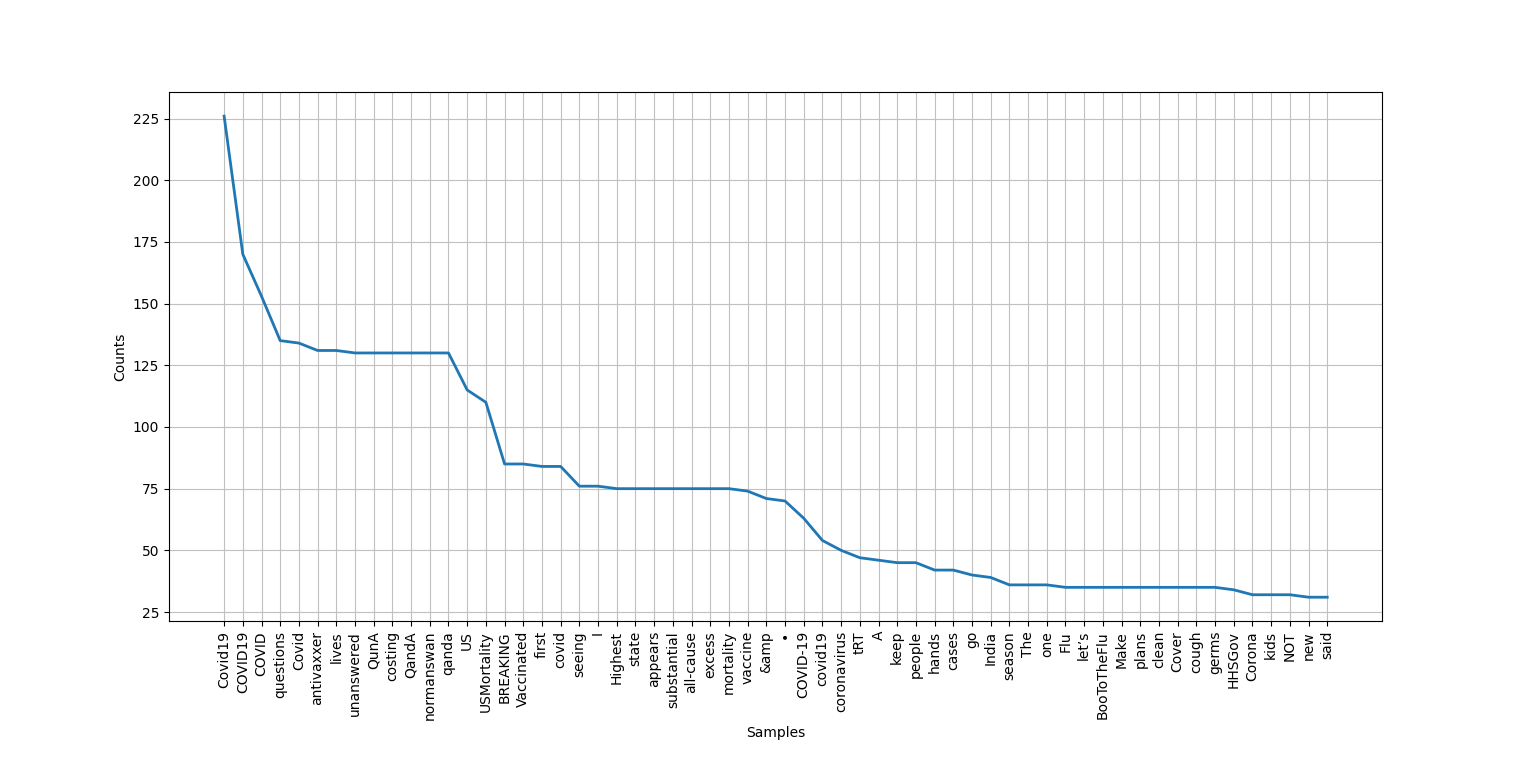 225
200
175
150
125
100
75
50
25
Counts
Covid19
COVID19
COVID
questions
Covid
antivaxxer
lives
unanswered
QunA
costing
QandA
normanswan
qanda
US
USMortality
BREAKING
Vaccinated
first
covid
seeing
I
Highest
state
appears
substantial
all-cause
excess
mortality
vaccine
&amp
•
COVID-19
covid19
coronavirus
tRT
A
keep
people
hands
cases
go
India
season
The
one
Flu
let’s
BooToTheFlu
Make
plans
clean
Cover
cough
germs
HHSGov
Corona
kids
NOT
new
said
Samples